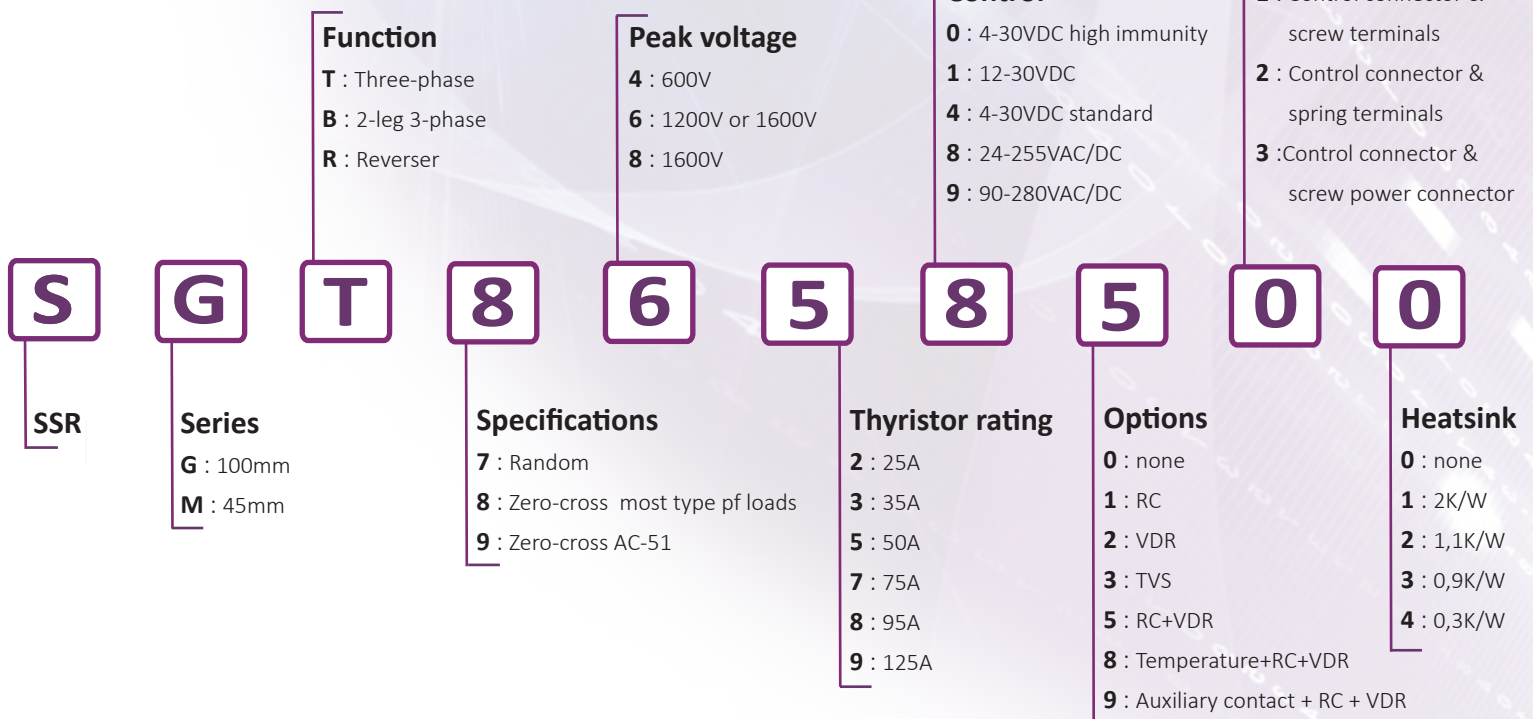 Function
T : Three-phase
B : 2-leg 3-phase
R : Reverser
Peak voltage
4 : 600V
6 : 1200V or 1600V
8 : 1600V
Control
0 : 4-30VDC high immunity
1 : 12-30VDC
4 : 4-30VDC standard
8 : 24-255VAC/DC
9 : 90-280VAC/DC
1 : Control connector &
screw terminals
2 : Control connector &
spring terminals
3 :Control connector &
screw power connector
S G T 8 6 5 8 5 0 0
SSR
Series
G : 100mm
M : 45mm
Specifications
7 : Random
8 : Zero-cross most type pf loads
9 : Zero-cross AC-51
Thyristor rating
2 : 25A
3 : 35A
5 : 50A
7 : 75A
8 : 95A
9 : 125A
Options
0 : none
1 : RC
2 : VDR
3 : TVS
5 : RC+VDR
8 : Temperature+RC+VDR
9 : Auxiliary contact + RC + VDR
Heatsink
0 : none
1 : 2K/W
2 : 1,1K/W
3 : 0,9K/W
4 : 0,3K/W